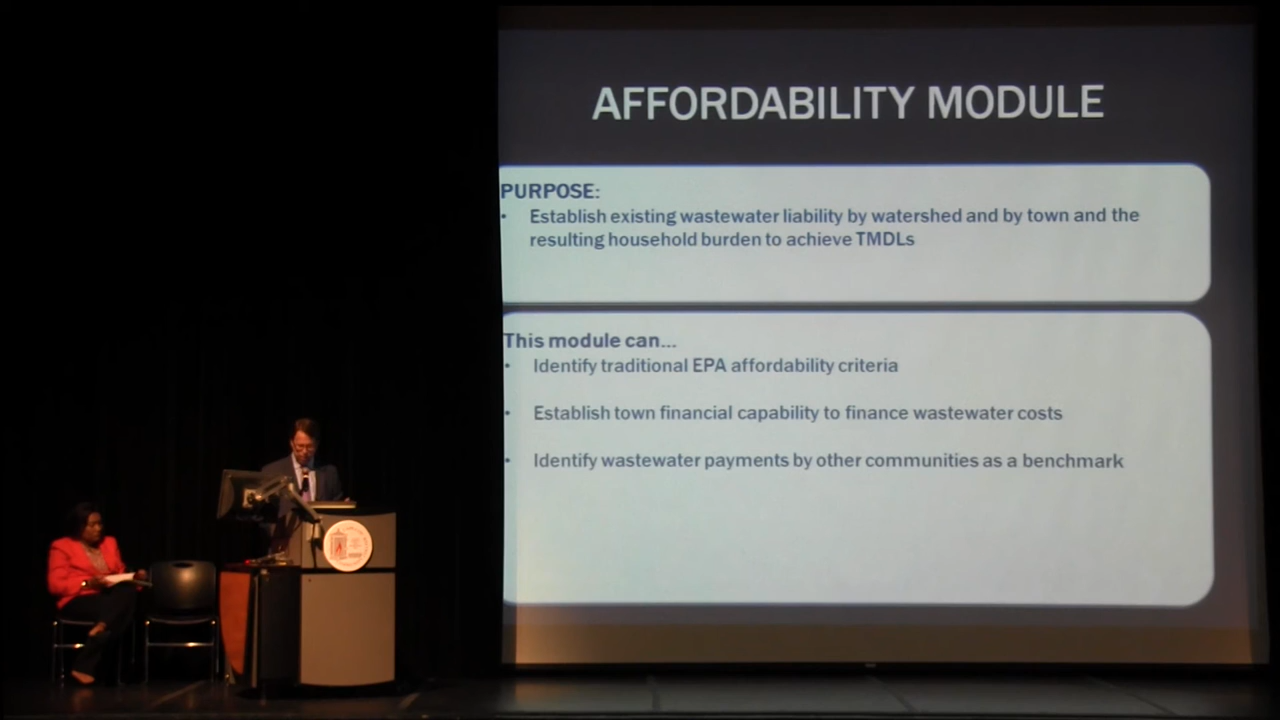 AFFORDABILITY MODULE
PURPOSE:
• Establish existing wastewater liability by watershed and by town and the
resulting household burden to achieve TMDLs
This module can...
• Identify traditional EPA affordability criteria
• Establish town financial capability to finance wastewater costs
• Identify wastewater payments by other communities as a benchmark